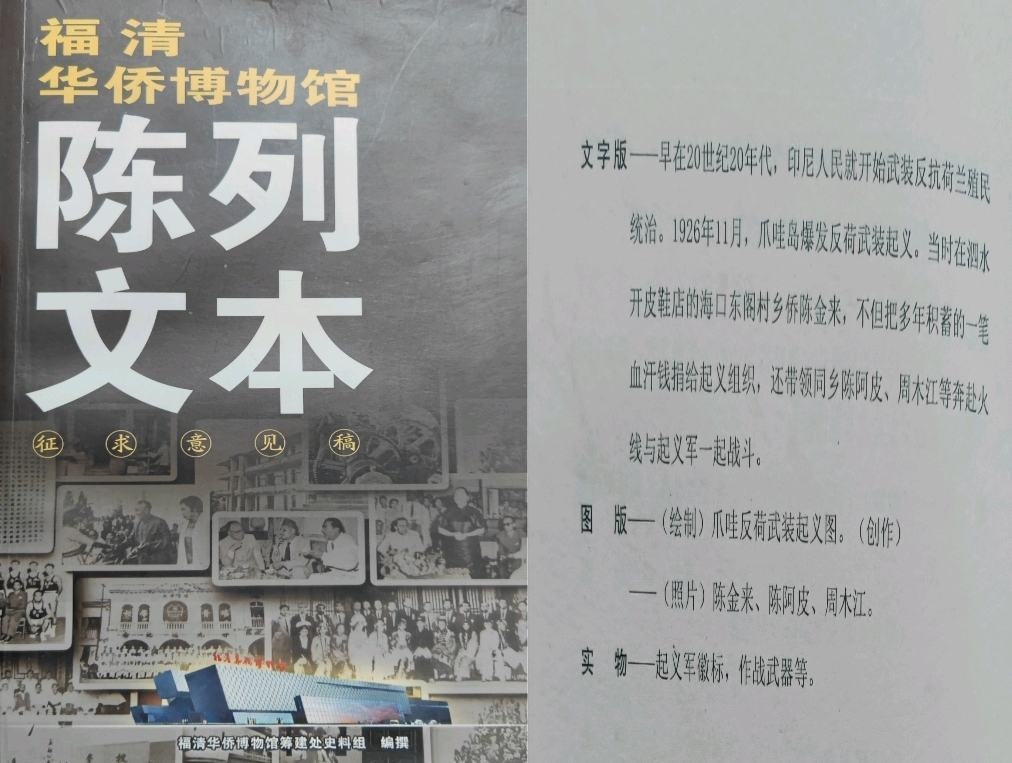 福清
华侨博物馆
陈列
文本
征求意见稿
福清华侨博物馆筹建处史料组 编撰
文字版——早在20世纪20年代，印尼人民就开始武装反抗荷兰殖民
统治。1926年11月，爪哇岛爆发反荷武装起义。当时在泗水
开皮鞋店的海口东阁村乡侨陈金来，不但把多年积蓄的一笔
血汗钱捐给起义组织，还带领同乡陈阿皮、周木江等奔赴火
线与起义军一起战斗。
图 版——（绘制）爪哇反荷武装起义图。（创作）
——（照片）陈金来、陈阿皮、周木江。
实 物——起义军徽标，作战武器等。